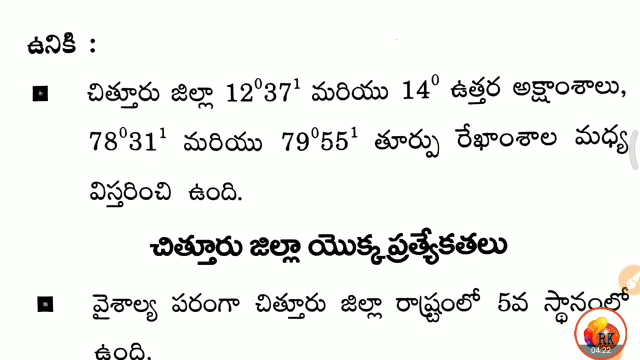 ఉనికి :
■ చిత్తూరు జిల్లా 12⁰37¹ మరియు 14⁰ ఉత్తర అక్షాంశాలు,
78⁰31¹ మరియు 79⁰55¹ తూర్పు రేఖాంశాల మధ్య
విస్తరించి ఉంది.
చిత్తూరు జిల్లా యొక్క ప్రత్యేకతలు
■ వైశాల్య పరంగా చిత్తూరు జిల్లా రాష్ట్రంలో 5వ స్థానంలో
ఉంది.
RK
04:22